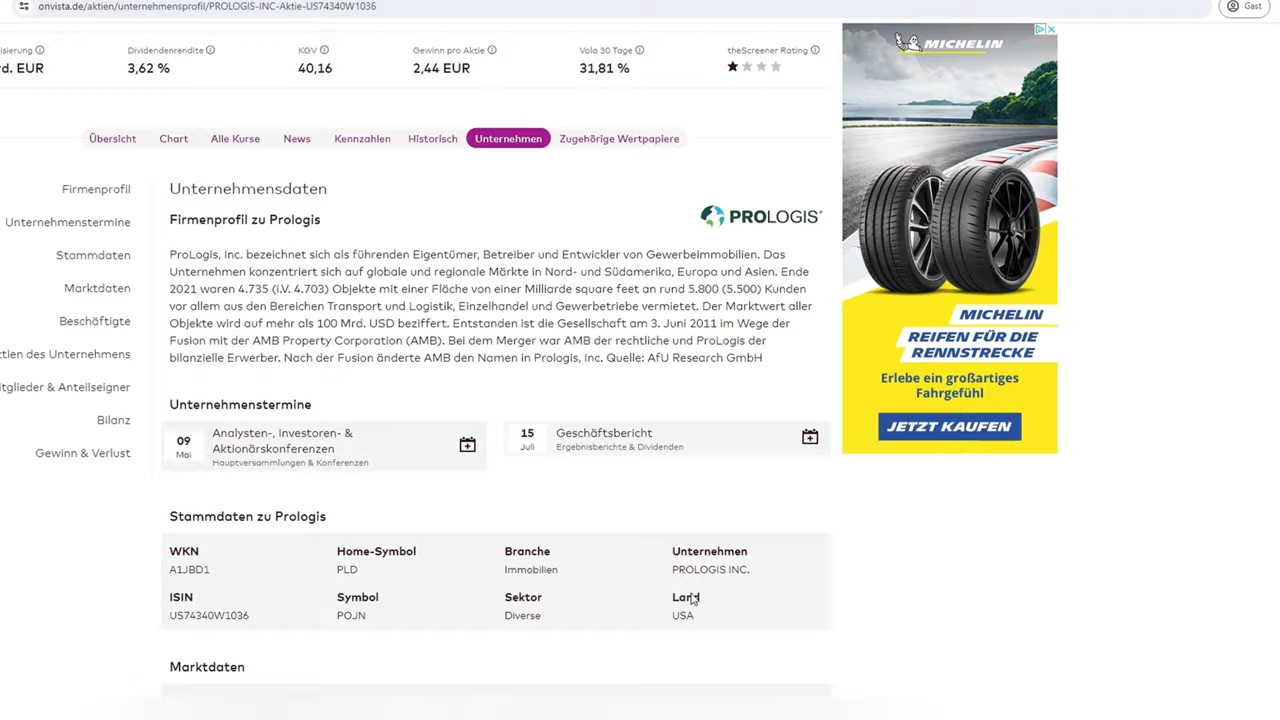 onvista.de/aktien/unternehmensprofil/PROLOGIS-INC-Aktie-US74340W1036
Gast
Dividendenrendite
KGV
Gewinn pro Aktie
Vola 30 Tage
theScreener Rating
EUR
3,62 %
40,16
2,44 EUR
31,81 %
Übersicht
Chart
Alle Kurse
News
Kennzahlen
Historisch
Unternehmen
Zugehörige Wertpapiere
Firmenprofil
Unternehmenstermine
Stammdaten
Marktdaten
Beschäftigte
des Unternehmens
& Anteilseigner
Bilanz
Gewinn & Verlust
Unternehmensdaten
Firmenprofil zu Prologis
PROLOGIS®
ProLogis, Inc. bezeichnet sich als führenden Eigentümer, Betreiber und Entwickler von Gewerbeimmobilien. Das
Unternehmen konzentriert sich auf globale und regionale Märkte in Nord- und Südamerika, Europa und Asien. Ende
2021 waren 4.735 (i.V. 4.703) Objekte mit einer Fläche von einer Milliarde square feet an rund 5.800 (5.500) Kunden
vor allem aus den Bereichen Transport und Logistik, Einzelhandel und Gewerbetriebe vermietet. Der Marktwert aller
Objekte wird auf mehr als 100 Mrd. USD beziffert. Entstanden ist die Gesellschaft am 3. Juni 2011 im Wege der
Fusion mit der AMB Property Corporation (AMB). Bei dem Merger war AMB der rechtliche und ProLogis der
bilanzielle Erwerber. Nach der Fusion änderte AMB den Namen in Prologis, Inc. Quelle: AfU Research GmbH
Unternehmenstermine
09
Mai
Analysten-, Investoren- &
Aktionärskonferenzen
Hauptversammlungen & Konferenzen
15
Juli
Geschäftsbericht
Ergebnisberichte & Dividenden
Stammdaten zu Prologis
WKN
Home-Symbol
Branche
Unternehmen
A1JBD1
PLD
Immobilien
PROLOGIS INC.
ISIN
Symbol
Sektor
Land
US74340W1036
POJN
Diverse
USA
Marktdaten
MICHELIN
MICHELIN
REIFEN FÜR DIE
RENNSTRECKE
Erlebe ein großartiges
Fahrgefühl
JETZT KAUFEN